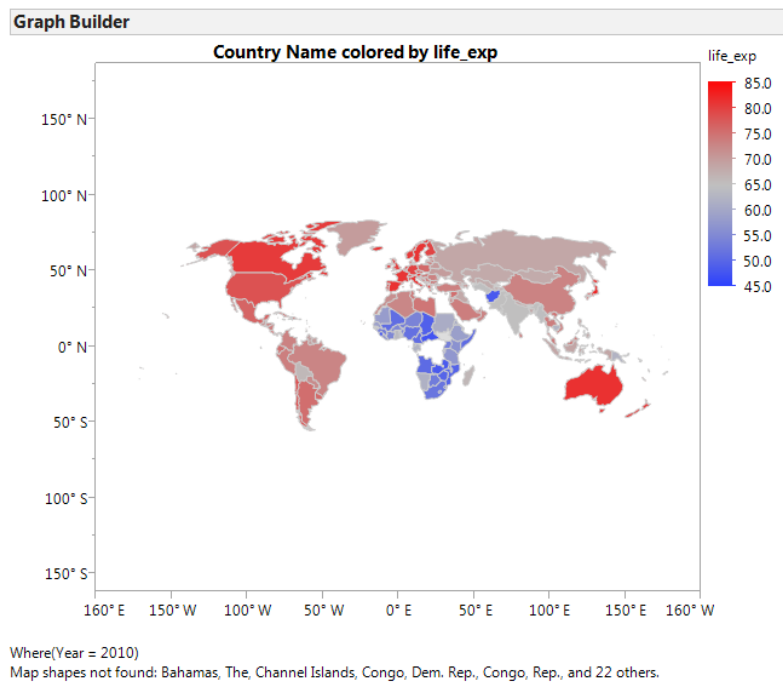 Graph Builder
Country Name colored by life_exp
life_exp
85.0
80.0
75.0
70.0
65.0
60.0
55.0
50.0
45.0
150° N
100° N
50° N
0° N
50° S
100° S
150° S
160° E 150° W 100° W 50° W 0° E 50° E 100° E 150° E 160° W
Where(Year = 2010)
Map shapes not found: Bahamas, The, Channel Islands, Congo, Dem. Rep., Congo, Rep., and 22 others.